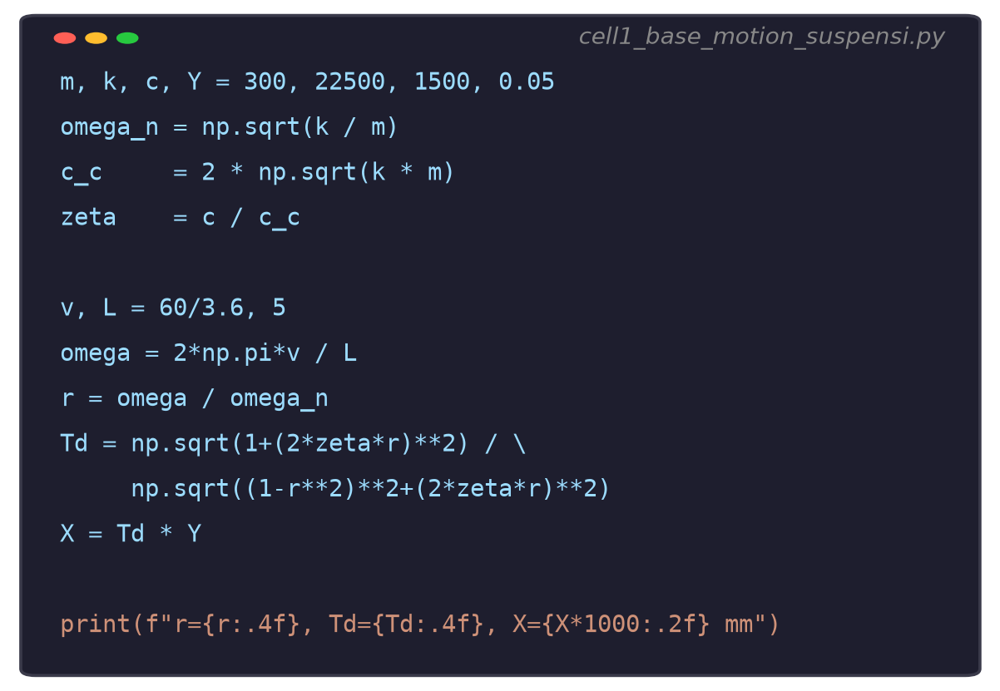 cell1_base_motion_suspensi.py
m, k, c, Y = 300, 22500, 1500, 0.05
omega_n = np.sqrt(k / m)
c_c     = 2 * np.sqrt(k * m)
zeta    = c / c_c
v, L = 60/3.6, 5
omega = 2*np.pi*v / L
r = omega / omega_n
Td = np.sqrt(1+(2*zeta*r)**2) / \
     np.sqrt((1-r**2)**2+(2*zeta*r)**2)
X = Td * Y
print(f"r={r:.4f}, Td={Td:.4f}, X={X*1000:.2f} mm")